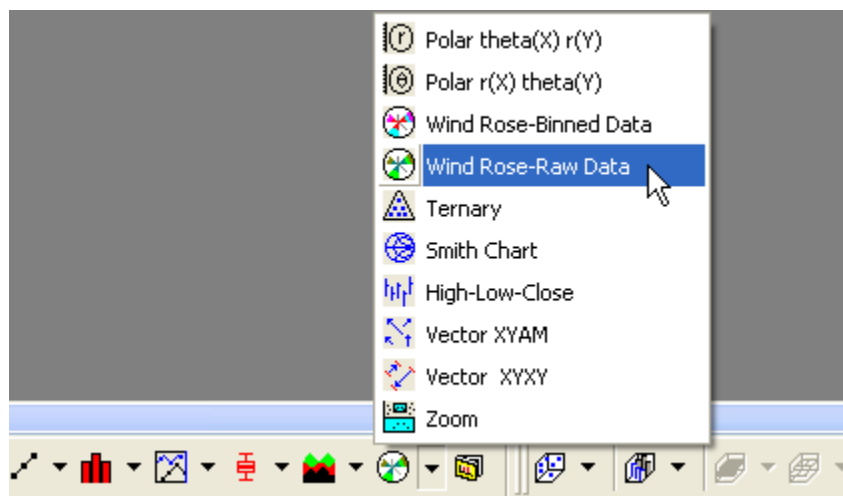 Polar theta(X) r(Y)
Polar r(X) theta(Y)
Wind Rose-Binned Data
Wind Rose-Raw Data
Ternary
Smith Chart
High-Low-Close
Vector XYAM
Vector XYXY
Zoom